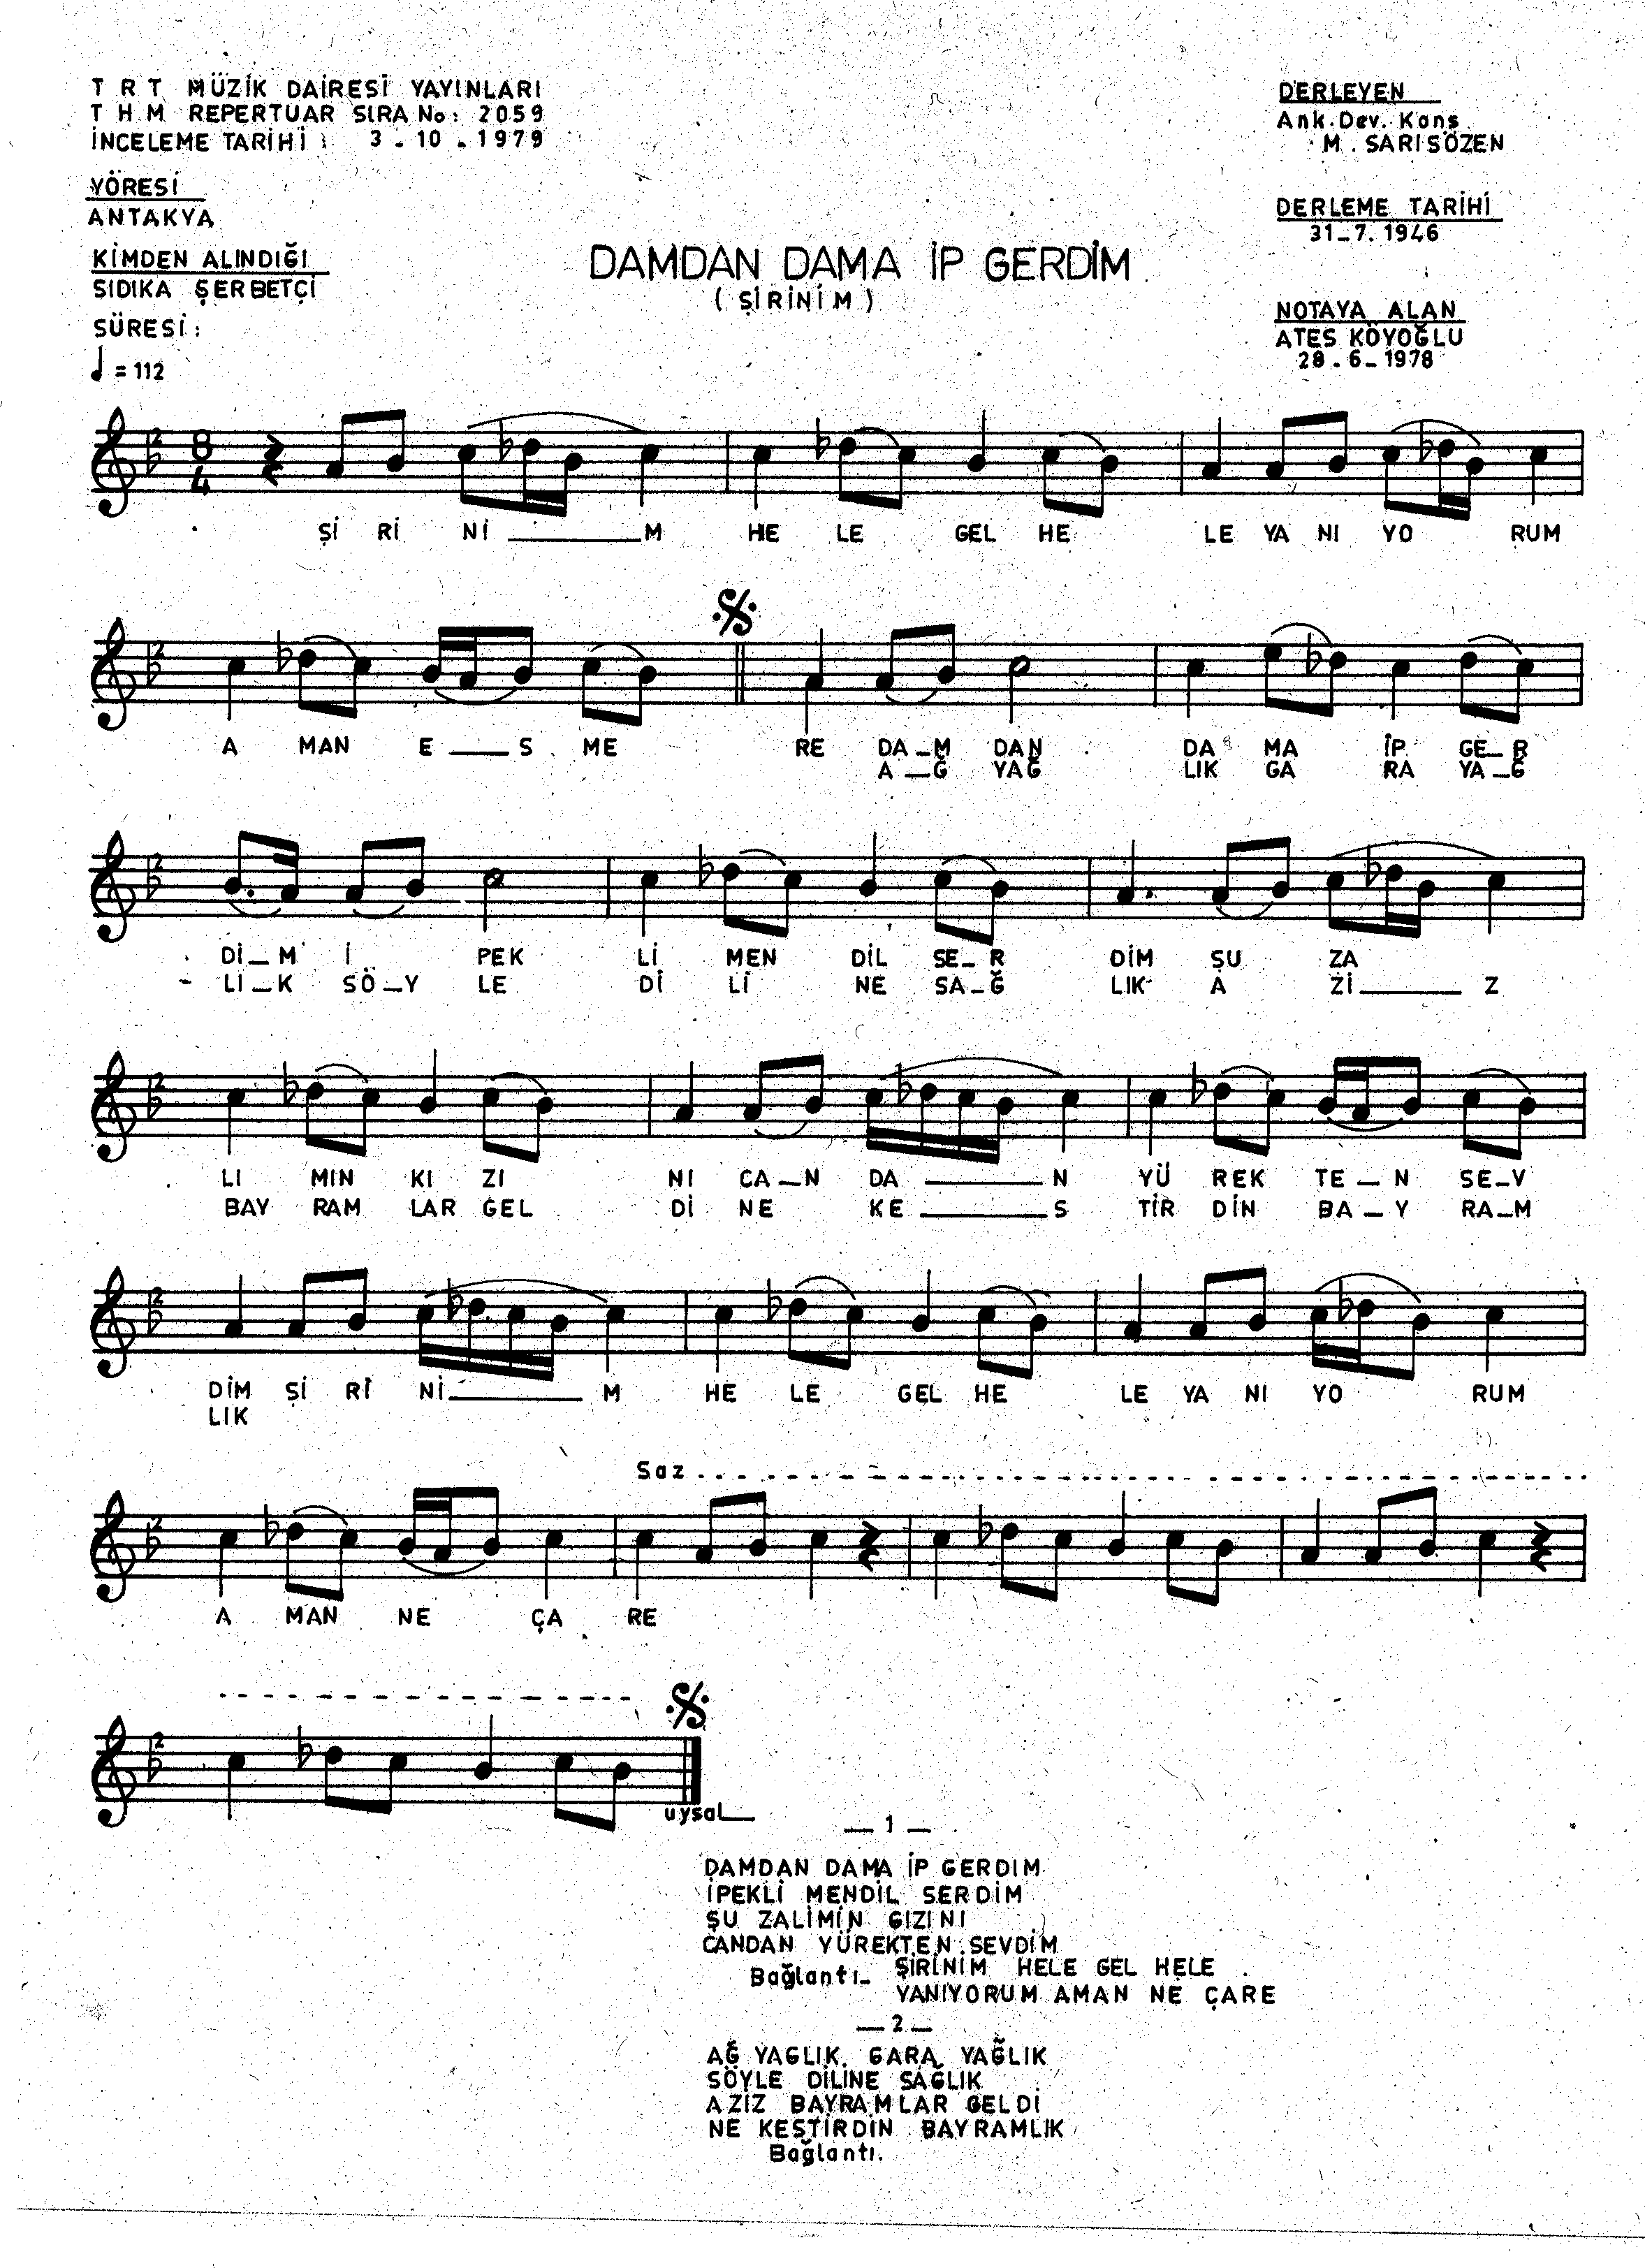 T R T MÜZİK DAİRESİ YAYINLARI
T H M REPERTUAR SIRA No: 2059
İNCELEME TARİHİ : 3 - 10 - 1979
YÖRESİ
ANTAKYA
KİMDEN ALINDIĞI
SIDIKA ŞERBETÇİ
SÜRESİ:
♩ = 112
DERLEYEN
Ank.Dev. Kons
M. SARISÖZEN
DERLEME TARİHİ
31-7.1946
NOTAYA ALAN
ATES KÖYOĞLU
28.6-1978
DAMDAN DAMA İP GERDİM
( ŞİRİNİM )
8
4
Şİ Rİ Nİ ___ M HE LE GEL HE LE YA NI YO RUM
A MAN E ___ S ME RE DA _ M DAN DA MA İP GE _ R
A _ Ğ YAĞ LIK GA RA YA _ Ğ
Dİ _ M İ PEK Lİ MEN DİL SE _ R DİM ŞU ZA
LI _ K SÖ _ Y LE Dİ Lİ NE SA _ Ğ LIK A Zİ ___ Z
LI MIN KI ZI NI CA _ N DA ___ N YÜ REK TE _ N SE _ V
BAY RAM LAR GEL Dİ NE KE ___ S TİR DİN BA _ Y RA _ M
DİM Şİ Rİ Nİ ___ M HE LE GEL HE LE YA NI YO RUM
LIK
Saz
A MAN NE ÇA RE
uysal
— 1 —
DAMDAN DAMA İP GERDIM
İPEKLİ MENDİL SERDİM
ŞU ZALİMİN GIZINI
CANDAN YÜREKTEN SEVDİM
Bağlantı- ŞİRİNİM HELE GEL HELE
YANIYORUM AMAN NE ÇARE
— 2 —
AĞ YAGLIK, GARA YAĞLIK
SÖYLE DİLİNE SAĞLIK
AZİZ BAYRAMLAR GELDİ
NE KESTİRDİN BAYRAMLIK
Bağlantı.